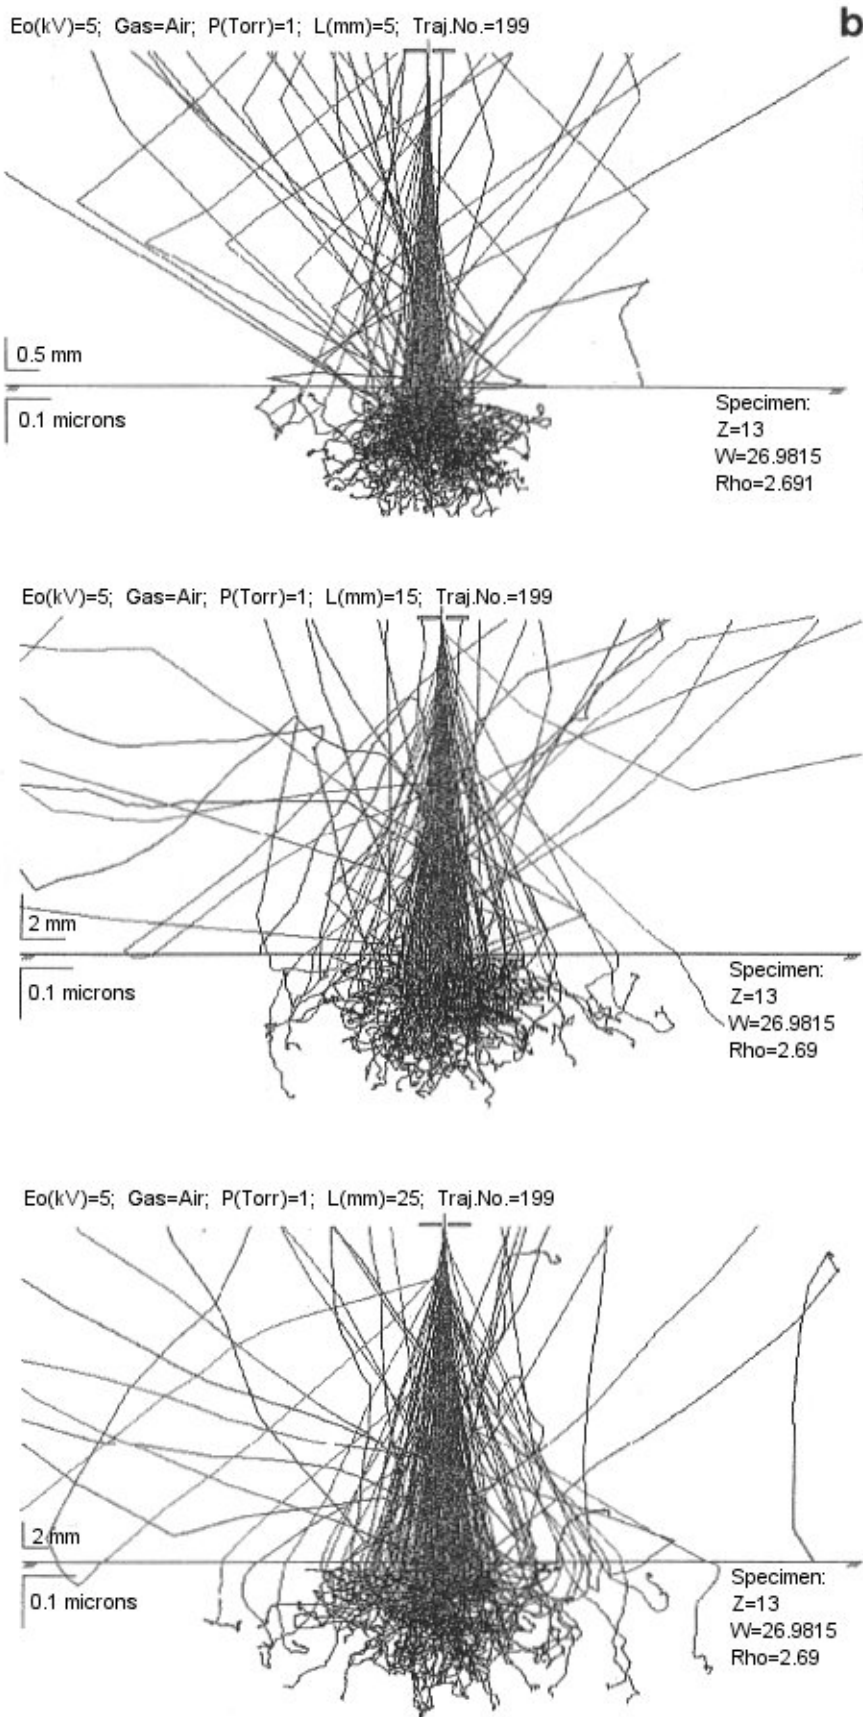 Eo(kV)=5; Gas=Air; P(Torr)=1; L(mm)=5; Traj.No.=199
b
0.5 mm
0.1 microns
Specimen:
Z=13
W=26.9815
Rho=2.691
Eo(kV)=5; Gas=Air; P(Torr)=1; L(mm)=15; Traj.No.=199
2 mm
0.1 microns
Specimen:
Z=13
W=26.9815
Rho=2.69
Eo(kV)=5; Gas=Air; P(Torr)=1; L(mm)=25; Traj.No.=199
2 mm
0.1 microns
Specimen:
Z=13
W=26.9815
Rho=2.69